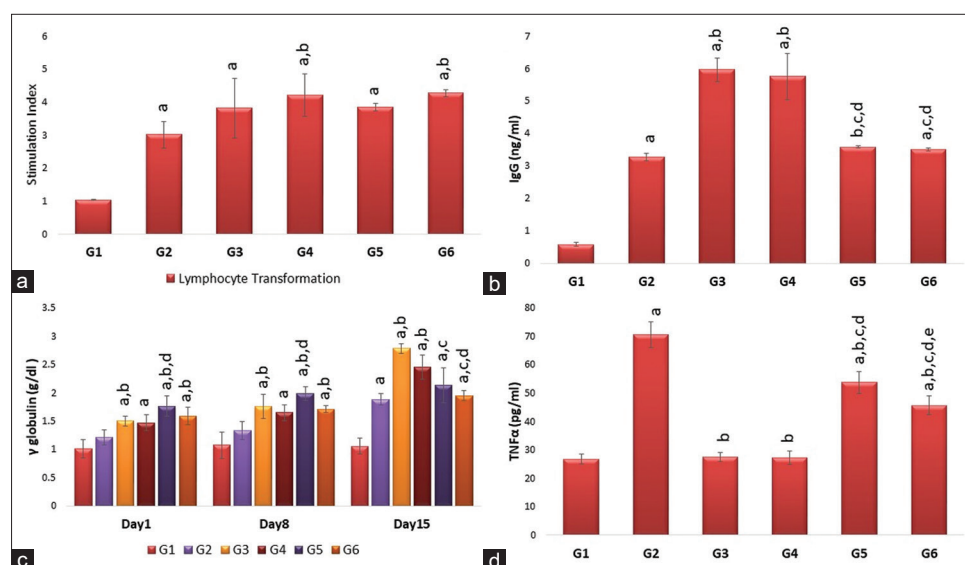 6
5
4
3
2
1
0
Stimulation Index
a
a
a,b
a
a,b
G1 G2 G3 G4 G5 G6
Lymphocyte Transformation
a
7
6
5
4
3
2
1
0
IgG (ng/ml)
a
a,b
a,b
b,c,d
a,c,d
G1 G2 G3 G4 G5 G6
b
3.5
3
2.5
2
1.5
1
0.5
0
γ globulin (g/dl)
a,b
a
a,b,d
a,b
a,b
a
a,b,d
a,b
a
a,b
a,b
a,c
a,c,d
Day1 Day8 Day15
G1 G2 G3 G4 G5 G6
c
80
70
60
50
40
30
20
10
0
TNFα (pg/ml)
a
b
b
a,b,c,d
a,b,c,d,e
G1 G2 G3 G4 G5 G6
d